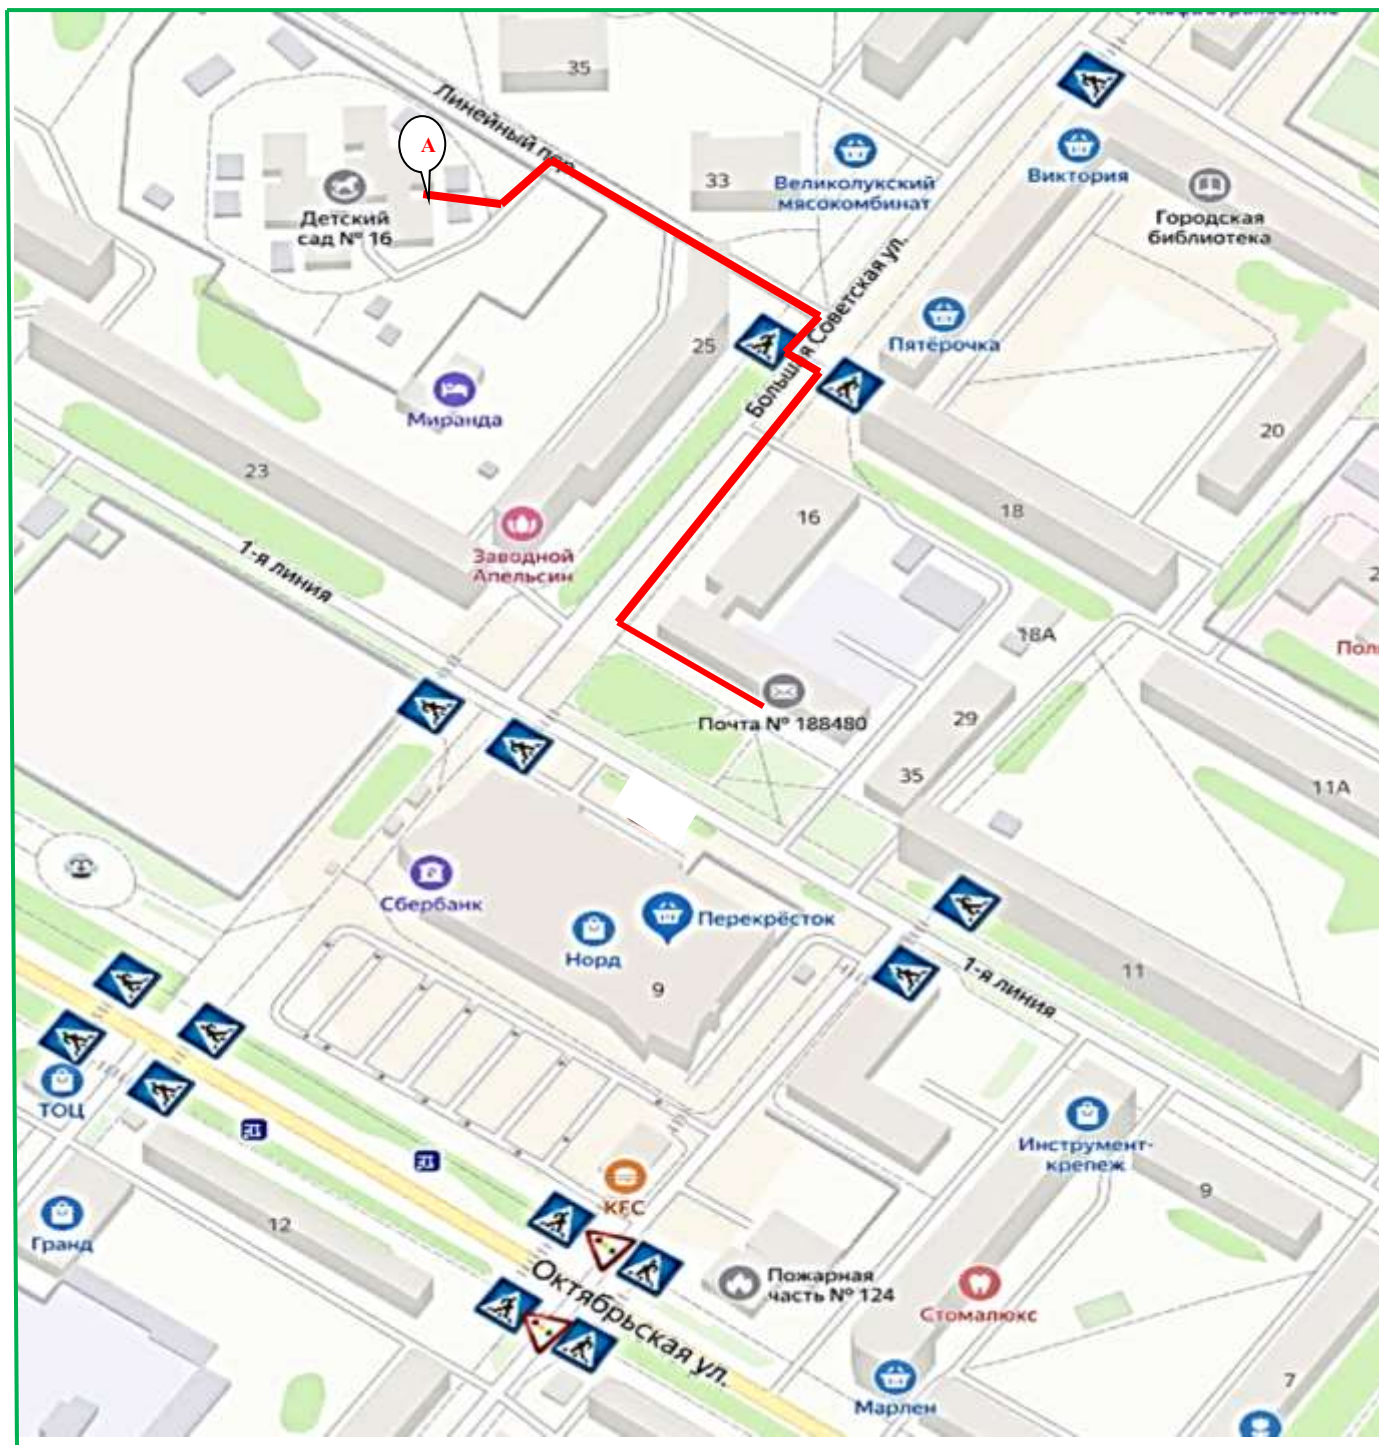 35
Линейный пер.
A
Детский
сад № 16
33
Великолукский
мясокомбинат
Виктория
Городская
библиотека
25
Большая Советская ул.
Пятёрочка
Миранда
20
23
16
18
Заводной
Апельсин
1-я линия
18А
Почта № 188480
29
35
11А
Сбербанк
Перекрёсток
Норд
9
11
1-я линия
ТОЦ
Инструмент-
крепеж
9
KFC
Гранд
12
Октябрьская ул.
Пожарная
часть № 124
Стомалюкс
Марлен
7